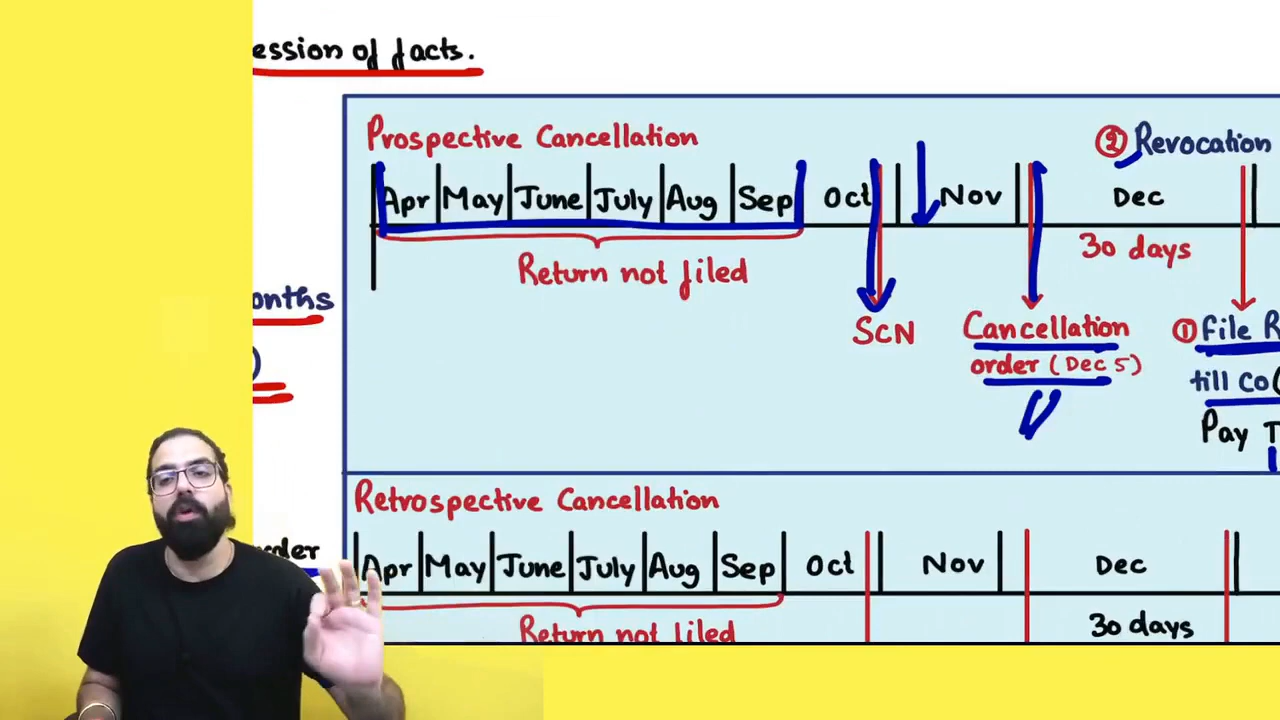 ession of facts.
Prospective Cancellation
② Revocation
Apr May June July Aug Sep Oct Nov Dec
Return not filed
30 days
onths
SCN
Cancellation
order (Dec 5)
① File R
till Co
Pay T
)
Retrospective Cancellation
order
Apr May June July Aug Sep Oct Nov Dec
Return not filed
30 days